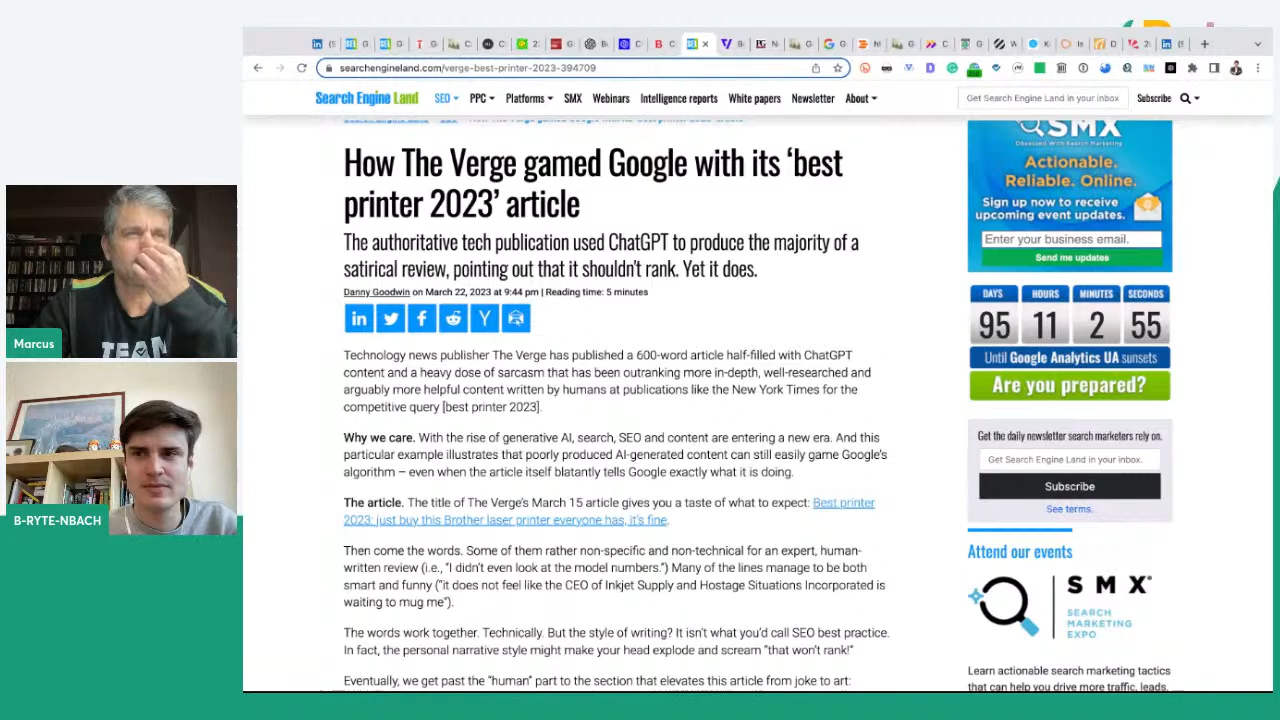 searchengineland.com/verge-best-printer-2023-394709
Search Engine Land
SEO
PPC
Platforms
SMX
Webinars
Intelligence reports
White papers
Newsletter
About
Get Search Engine Land in your inbox
Subscribe
How The Verge gamed Google with its ‘best
printer 2023’ article
The authoritative tech publication used ChatGPT to produce the majority of a
satirical review, pointing out that it shouldn't rank. Yet it does.
Danny Goodwin on March 22, 2023 at 9:44 pm | Reading time: 5 minutes
Technology news publisher The Verge has published a 600-word article half-filled with ChatGPT
content and a heavy dose of sarcasm that has been outranking more in-depth, well-researched and
arguably more helpful content written by humans at publications like the New York Times for the
competitive query [best printer 2023].
Why we care. With the rise of generative AI, search, SEO and content are entering a new era. And this
particular example illustrates that poorly produced AI-generated content can still easily game Google's
algorithm – even when the article itself blatantly tells Google exactly what it is doing.
The article. The title of The Verge's March 15 article gives you a taste of what to expect: Best printer
2023: just buy this Brother laser printer everyone has, it's fine.
Then come the words. Some of them rather non-specific and non-technical for an expert, human-
written review (i.e., “I didn't even look at the model numbers.”) Many of the lines manage to be both
smart and funny (“it does not feel like the CEO of Inkjet Supply and Hostage Situations Incorporated is
waiting to mug me”).
The words work together. Technically. But the style of writing? It isn't what you'd call SEO best practice.
In fact, the personal narrative style might make your head explode and scream “that won't rank!”
Eventually, we get past the “human” part to the section that elevates this article from joke to art:
SMX
Obsessed With Search Marketing
Actionable.
Reliable. Online.
Sign up now to receive
upcoming event updates.
Enter your business email.
Send me updates
DAYS
HOURS
MINUTES
SECONDS
95
11
2
55
Until Google Analytics UA sunsets
Are you prepared?
Get the daily newsletter search marketers rely on.
Get Search Engine Land in your inbox.
Subscribe
See terms.
Attend our events
SMX
SEARCH
MARKETING
EXPO
Learn actionable search marketing tactics
that can help you drive more traffic, leads,
Marcus
TEAM
B-RYTE-NBACH